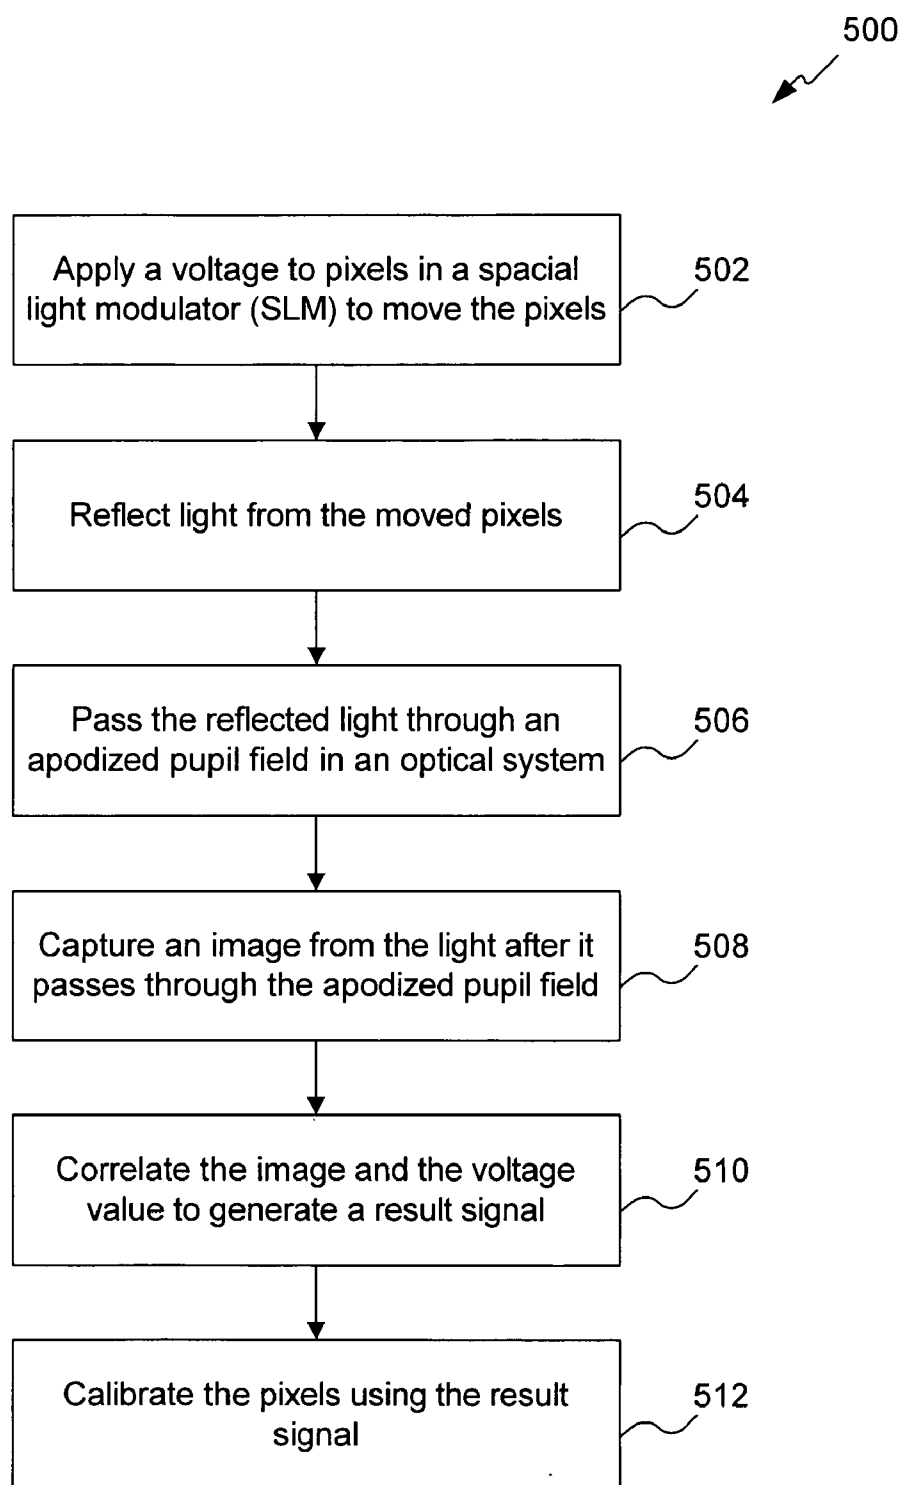 500
Apply a voltage to pixels in a spacial
light modulator (SLM) to move the pixels
502
Reflect light from the moved pixels
504
Pass the reflected light through an
apodized pupil field in an optical system
506
Capture an image from the light after it
passes through the apodized pupil field
508
Correlate the image and the voltage
value to generate a result signal
510
Calibrate the pixels using the result
signal
512